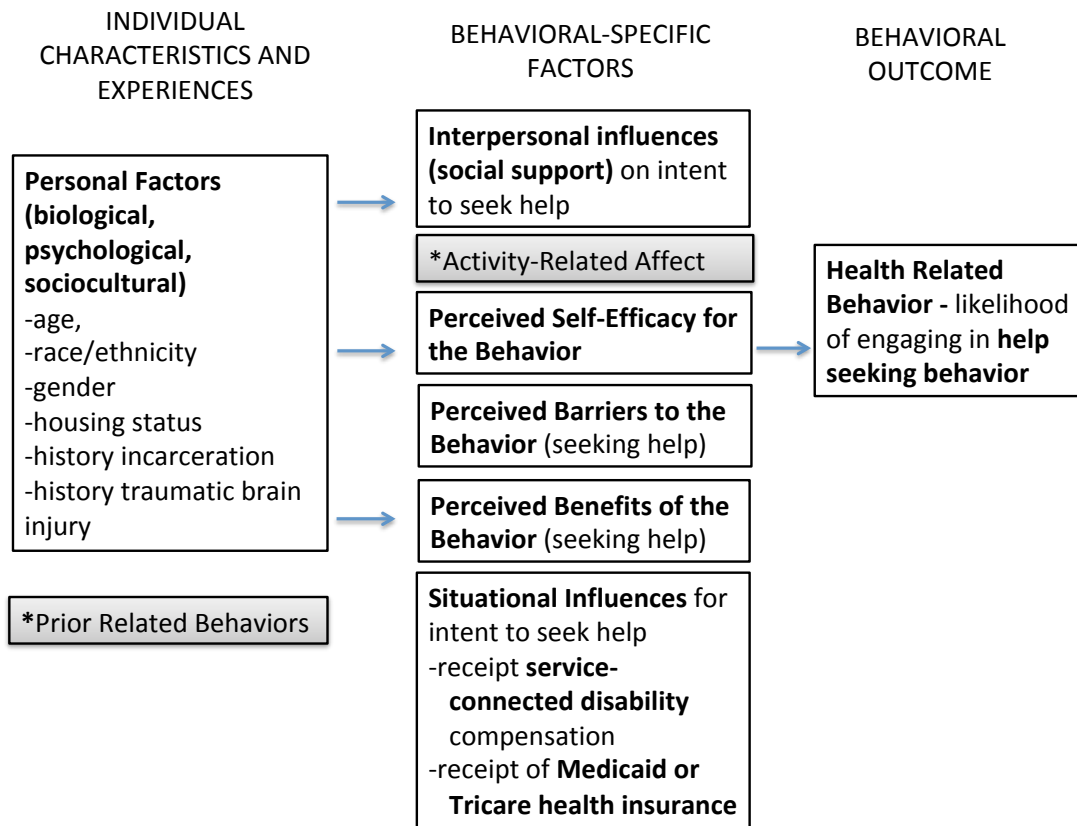 INDIVIDUAL
CHARACTERISTICS AND
EXPERIENCES
Personal Factors
(biological,
psychological,
sociocultural)
-age,
-race/ethnicity
-gender
-housing status
-history incarceration
-history traumatic brain
injury
*Prior Related Behaviors
BEHAVIORAL-SPECIFIC
FACTORS
Interpersonal influences
(social support) on intent
to seek help
*Activity-Related Affect
Perceived Self-Efficacy for
the Behavior
Perceived Barriers to the
Behavior (seeking help)
Perceived Benefits of the
Behavior (seeking help)
Situational Influences for
intent to seek help
-receipt service-
connected disability
compensation
-receipt of Medicaid or
Tricare health insurance
BEHAVIORAL
OUTCOME
Health Related
Behavior - likelihood
of engaging in help
seeking behavior